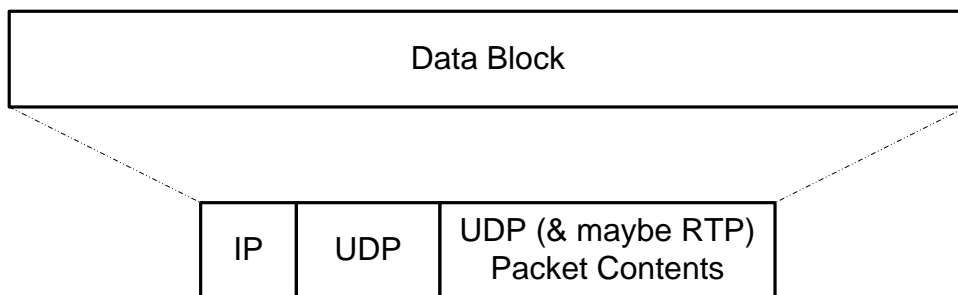 Data Block
IP
UDP
UDP (& maybe RTP)
Packet Contents